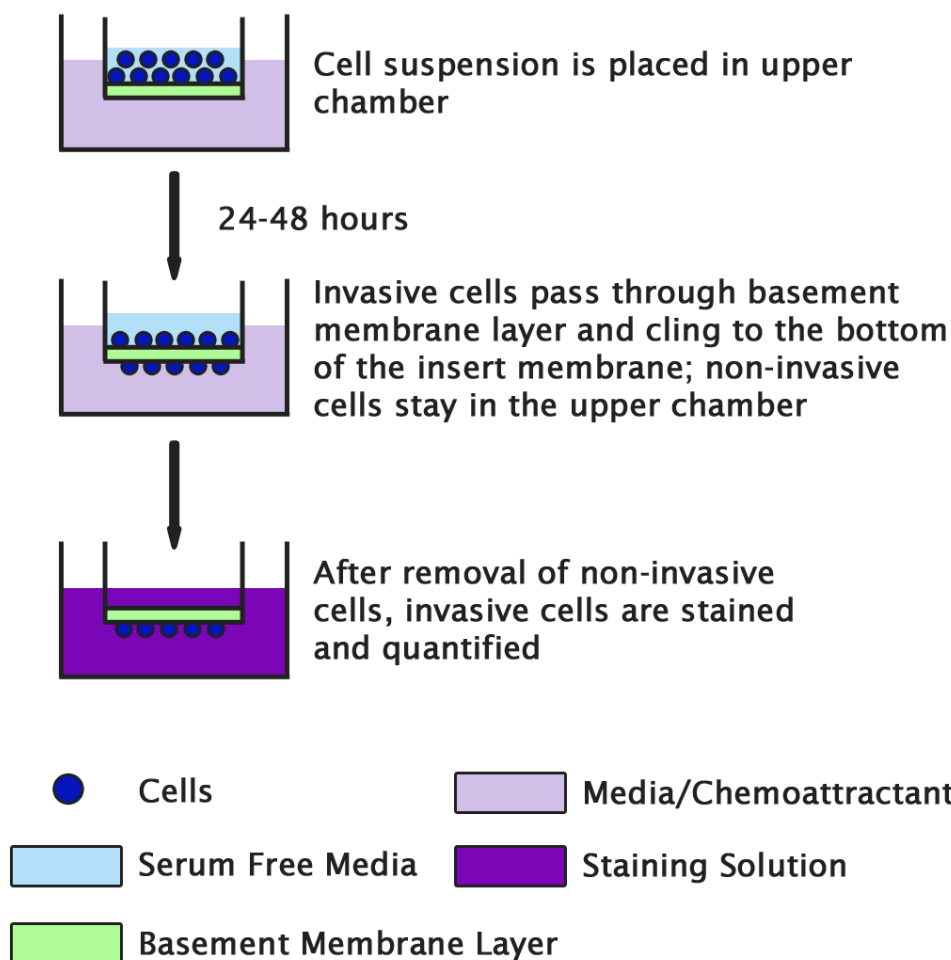 Cell suspension is placed in upper
chamber
24-48 hours
Invasive cells pass through basement
membrane layer and cling to the bottom
of the insert membrane; non-invasive
cells stay in the upper chamber
After removal of non-invasive
cells, invasive cells are stained
and quantified
Cells
Media/Chemoattractant
Serum Free Media
Staining Solution
Basement Membrane Layer